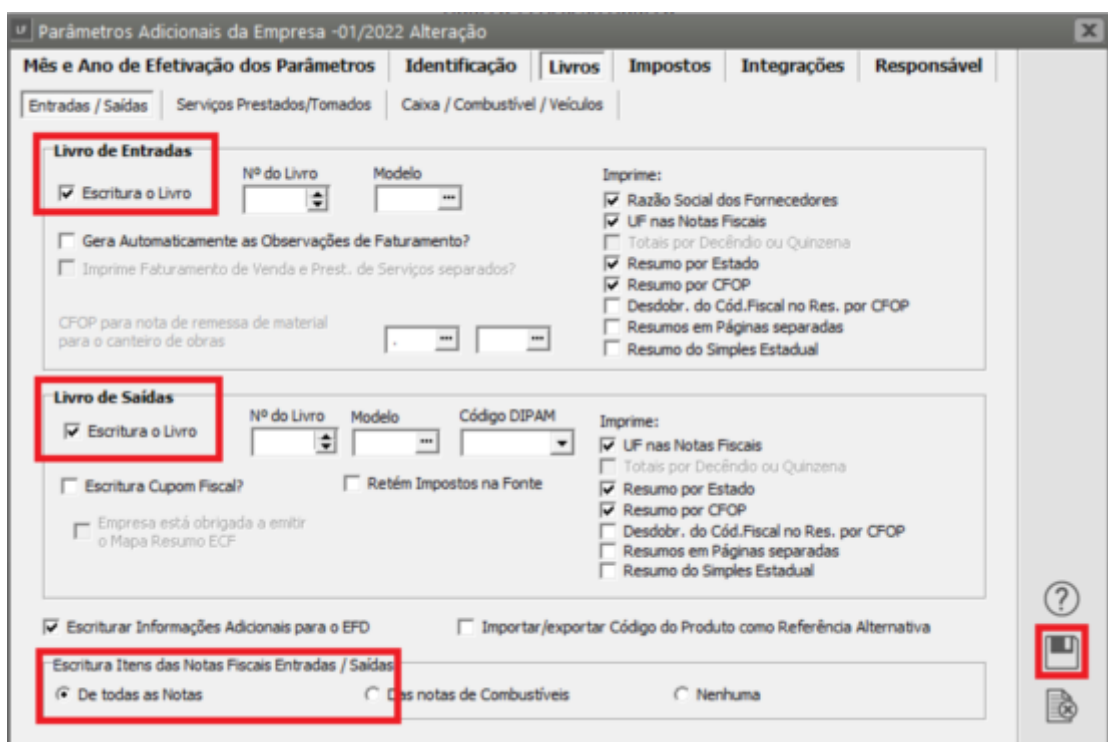 LF Parâmetros Adicionais da Empresa -01/2022 Alteração
Mês e Ano de Efetivação dos Parâmetros Identificação Livros Impostos Integrações Responsável
Entradas / Saídas Serviços Prestados/Tomados Caixa / Combustível / Veículos
Livro de Entradas
Nº do Livro Modelo Imprime:
Escritura o Livro ... Razão Social dos Fornecedores
UF nas Notas Fiscais
Gera Automaticamente as Observações de Faturamento? Totais por Decêndio ou Quinzena
Imprime Faturamento de Venda e Prest. de Serviços separados? Resumo por Estado
Resumo por CFOP
Desdobr. do Cód.Fiscal no Res. por CFOP
CFOP para nota de remessa de material Resumos em Páginas separadas
para o canteiro de obras . ... ... Resumo do Simples Estadual
Livro de Saídas
Nº do Livro Modelo Código DIPAM Imprime:
Escritura o Livro ... UF nas Notas Fiscais
Totais por Decêndio ou Quinzena
Escritura Cupom Fiscal? Retém Impostos na Fonte Resumo por Estado
Resumo por CFOP
Empresa está obrigada a emitir Desdobr. do Cód.Fiscal no Res. por CFOP
o Mapa Resumo ECF Resumos em Páginas separadas
Resumo do Simples Estadual
Escriturar Informações Adicionais para o EFD Importar/exportar Código do Produto como Referência Alternativa
Escritura Itens das Notas Fiscais Entradas / Saídas
De todas as Notas Das notas de Combustíveis Nenhuma